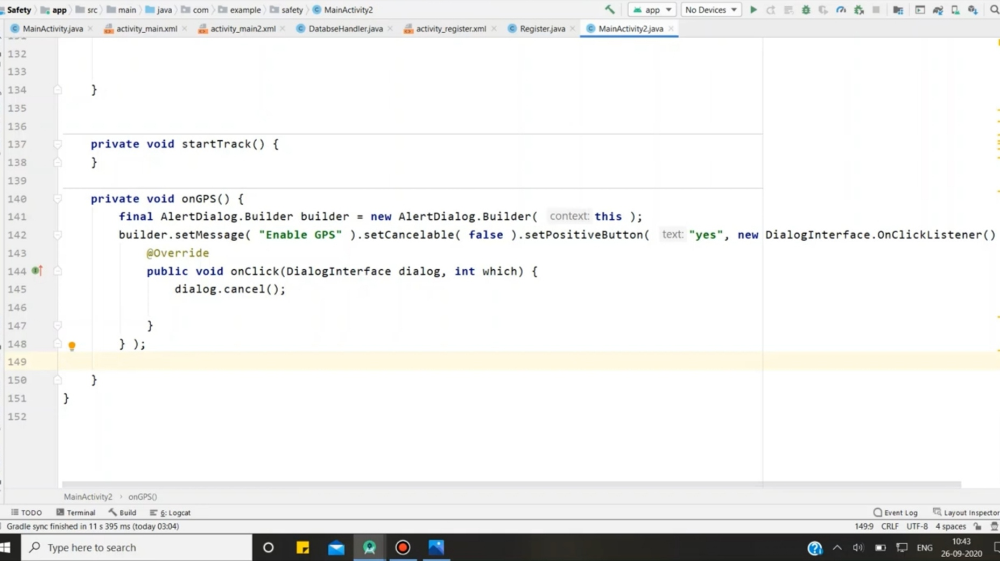 Safety app src main java com example safety MainActivity2 app No Devices
MainActivity.java activity_main.xml activity_main2.xml DatabseHandler.java activity_register.xml Register.java MainActivity2.java
132
133
134 }
135
136
137 private void startTrack() {
138 }
139
140 private void onGPS() {
141 final AlertDialog.Builder builder = new AlertDialog.Builder( context: this );
142 builder.setMessage( "Enable GPS" ).setCancelable( false ).setPositiveButton( text: "yes", new DialogInterface.OnClickListener()
143 @Override
144 public void onClick(DialogInterface dialog, int which) {
145 dialog.cancel();
146
147 }
148 } );
149
150 }
151 }
152
MainActivity2 › onGPS()
TODO Terminal Build 6: Logcat Event Log Layout Inspector
Gradle sync finished in 11 s 395 ms (today 03:04) 149:9 CRLF UTF-8 4 spaces
Type here to search ENG 10:43
26-09-2020